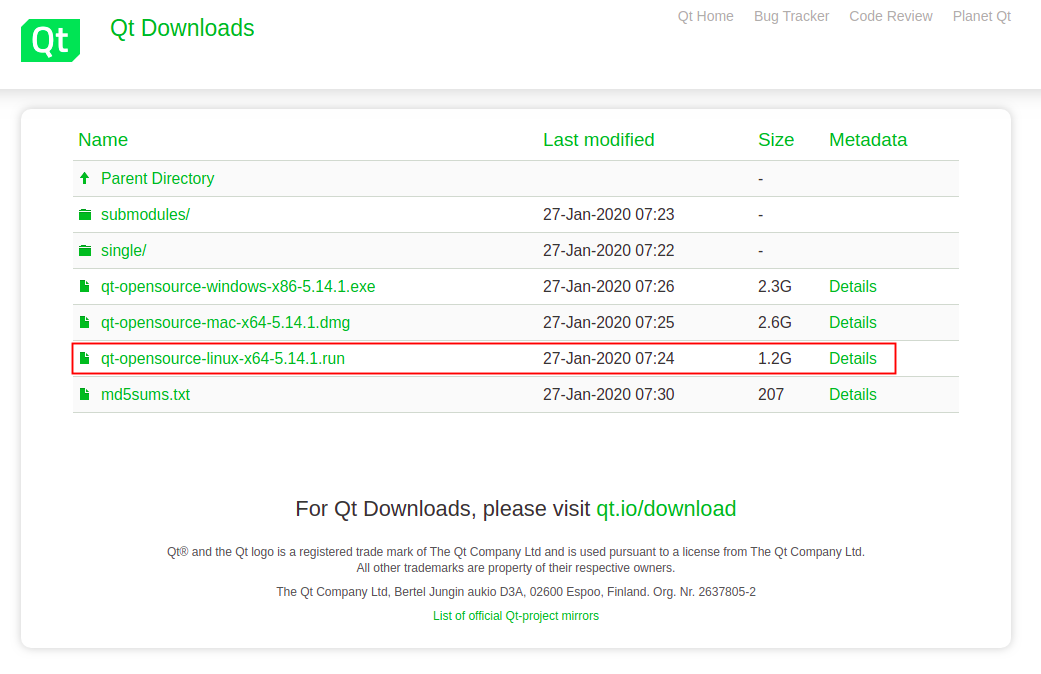 Qt
Qt Downloads
Qt Home Bug Tracker Code Review Planet Qt
Name Last modified Size Metadata
Parent Directory -
submodules/ 27-Jan-2020 07:23 -
single/ 27-Jan-2020 07:22 -
qt-opensource-windows-x86-5.14.1.exe 27-Jan-2020 07:26 2.3G Details
qt-opensource-mac-x64-5.14.1.dmg 27-Jan-2020 07:25 2.6G Details
qt-opensource-linux-x64-5.14.1.run 27-Jan-2020 07:24 1.2G Details
md5sums.txt 27-Jan-2020 07:30 207 Details
For Qt Downloads, please visit qt.io/download
Qt® and the Qt logo is a registered trade mark of The Qt Company Ltd and is used pursuant to a license from The Qt Company Ltd.
All other trademarks are property of their respective owners.
The Qt Company Ltd, Bertel Jungin aukio D3A, 02600 Espoo, Finland. Org. Nr. 2637805-2
List of official Qt-project mirrors